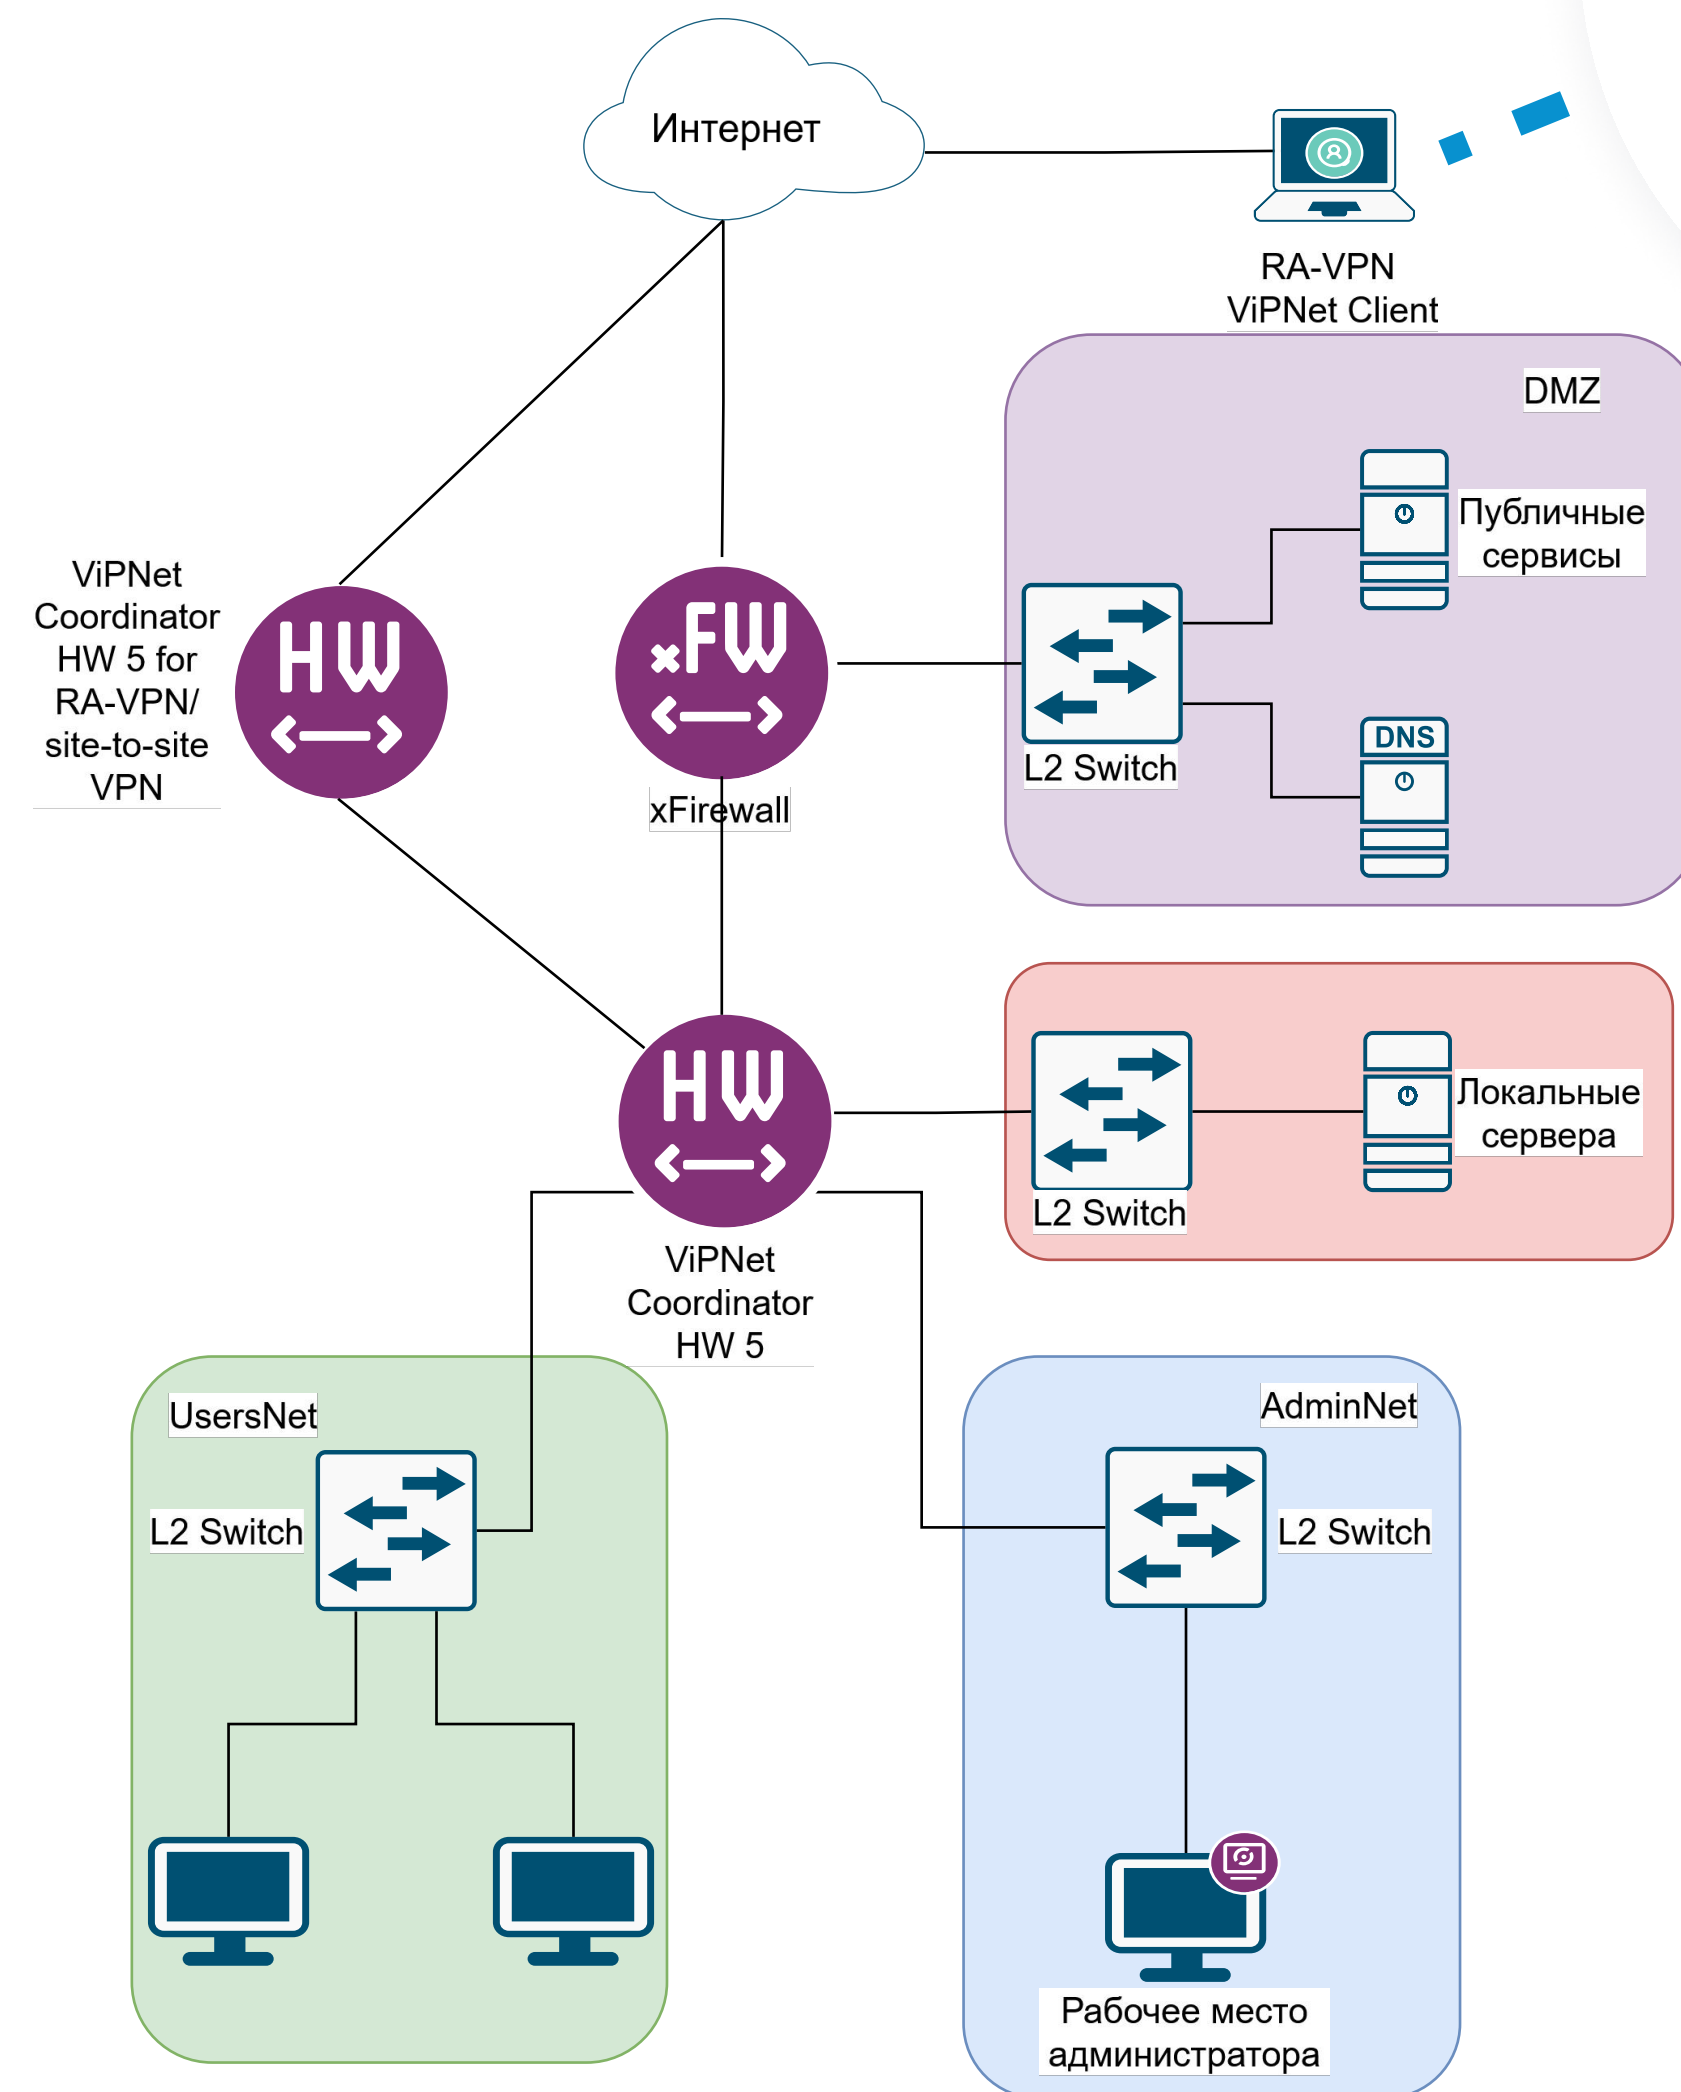 Интернет
RA-VPN
ViPNet Client
DMZ
Публичные
сервисы
ViPNet
Coordinator
HW 5 for
RA-VPN/
site-to-site
VPN
HW
xFW
xFirewall
L2 Switch
DNS
HW
ViPNet
Coordinator
HW 5
L2 Switch
Локальные
сервера
UsersNet
L2 Switch
AdminNet
L2 Switch
Рабочее место
администратора